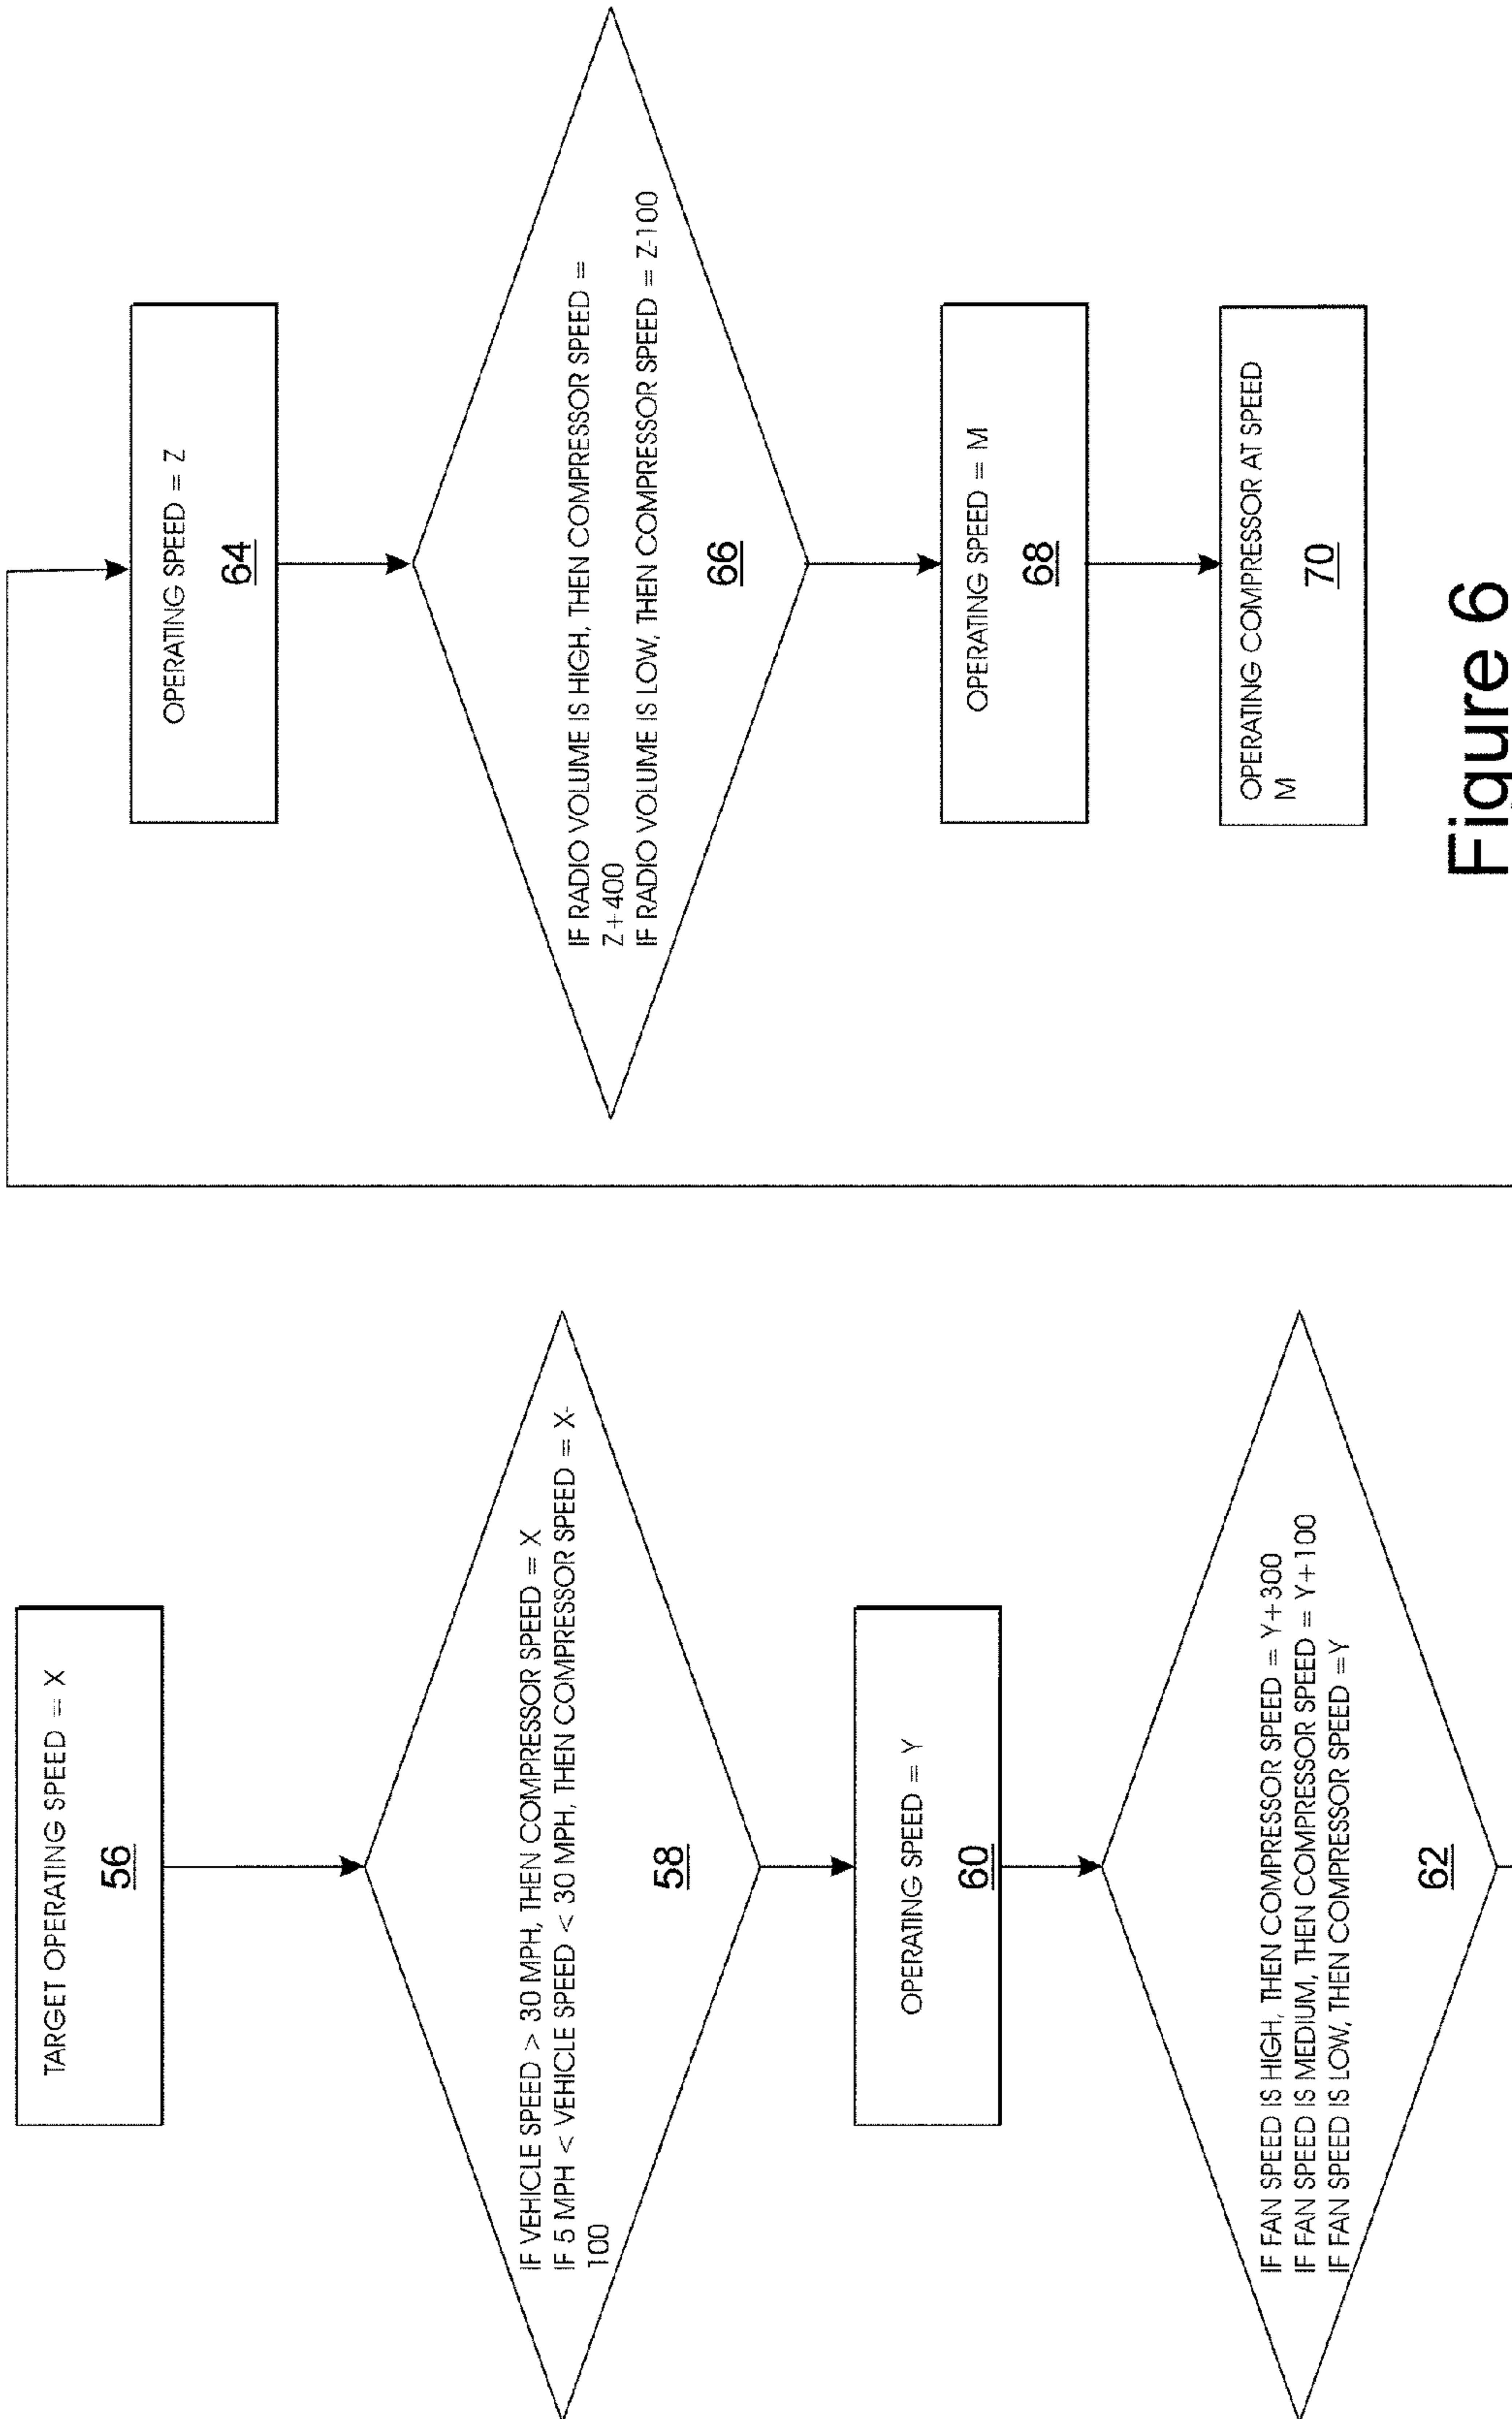 TARGET OPERATING SPEED = X
56
IF VEHICLE SPEED > 30 MPH, THEN COMPRESSOR SPEED = X
IF 5 MPH < VEHICLE SPEED < 30 MPH, THEN COMPRESSOR SPEED = X-
100
58
OPERATING SPEED = Y
60
IF FAN SPEED IS HIGH, THEN COMPRESSOR SPEED = Y+300
IF FAN SPEED IS MEDIUM, THEN COMPRESSOR SPEED = Y+100
IF FAN SPEED IS LOW, THEN COMPRESSOR SPEED =Y
62
OPERATING SPEED = Z
64
IF RADIO VOLUME IS HIGH, THEN COMPRESSOR SPEED =
Z+400
IF RADIO VOLUME IS LOW, THEN COMPRESSOR SPEED = Z-100
66
OPERATING SPEED = M
68
OPERATING COMPRESSOR AT SPEED
M
70
Figure 6